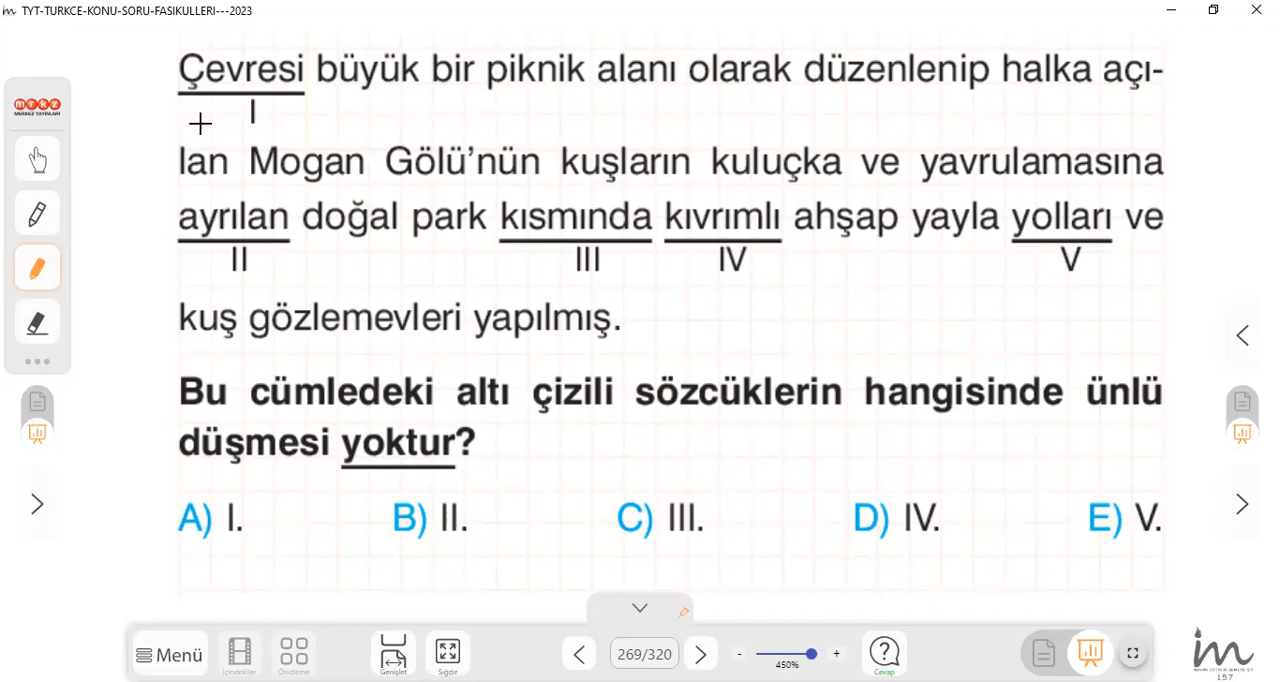 TYT-TURKCE-KONU-SORU-FASIKULLERI---2023
Çevresi büyük bir piknik alanı olarak düzenlenip halka açı-
I
lan Mogan Gölü'nün kuşların kuluçka ve yavrulamasına
ayrılan doğal park kısmında kıvrımlı ahşap yayla yolları ve
II III IV V
kuş gözlemevleri yapılmış.
Bu cümledeki altı çizili sözcüklerin hangisinde ünlü
düşmesi yoktur?
A) I. B) II. C) III. D) IV. E) V.
Menü
İçindekiler
Önizleme
Genişlet
Sığdır
269/320
- 450% +
Cevap
1.5.7